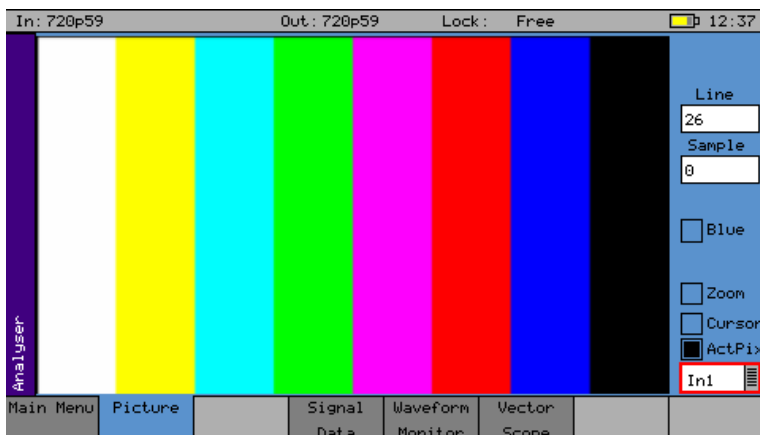 In: 720p59 Out: 720p59 Lock: Free 12:37
Line
26
Sample
0
Blue
Zoom
Cursor
ActPix
In1
Analyser
Main Menu Picture Signal Data Waveform Monitor Vector Scope